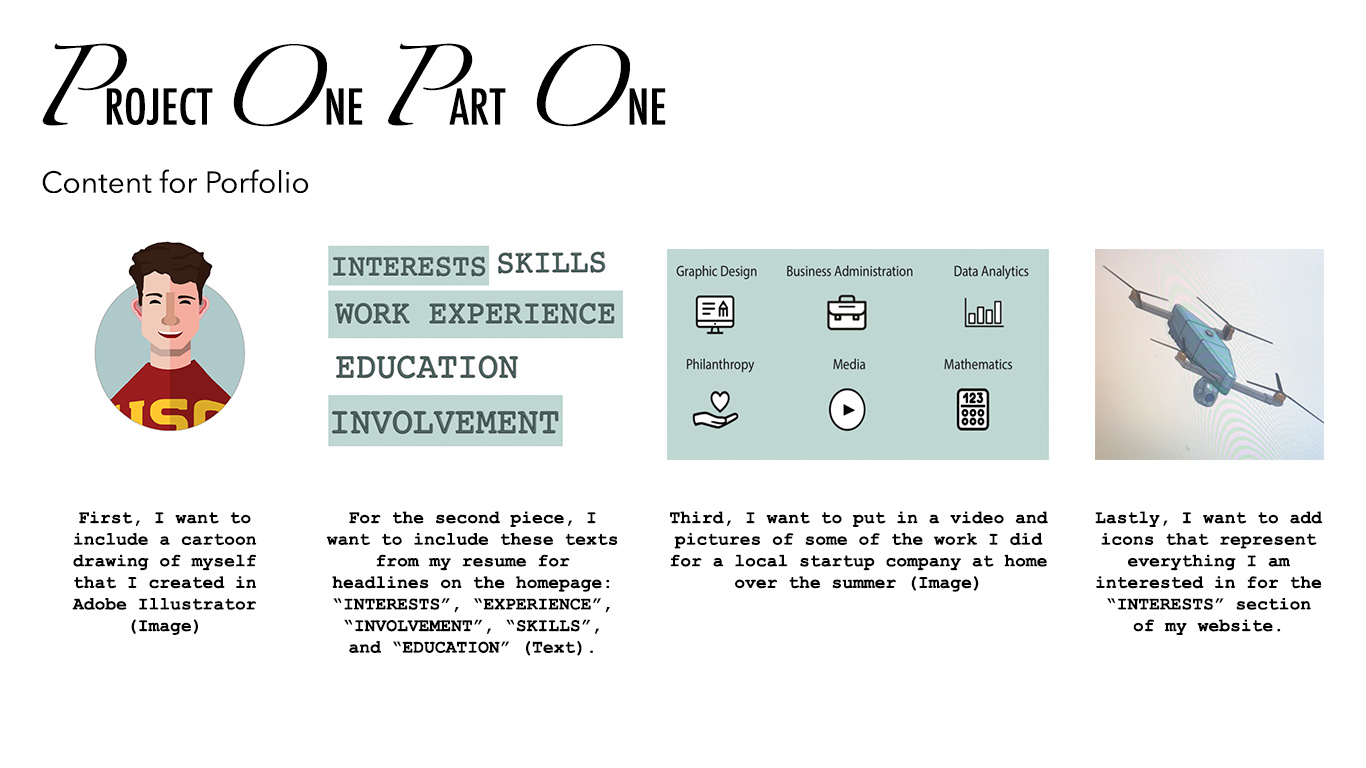 Project One Part One
Content for Porfolio
USC
INTERESTS SKILLS
WORK EXPERIENCE
EDUCATION
INVOLVEMENT
Graphic Design Business Administration Data Analytics
Philanthropy Media Mathematics
123
First, I want to
include a cartoon
drawing of myself
that I created in
Adobe Illustrator
(Image)
For the second piece, I
want to include these texts
from my resume for
headlines on the homepage:
“INTERESTS”, “EXPERIENCE”,
“INVOLVEMENT”, “SKILLS”,
and “EDUCATION” (Text).
Third, I want to put in a video and
pictures of some of the work I did
for a local startup company at home
over the summer (Image)
Lastly, I want to add
icons that represent
everything I am
interested in for the
“INTERESTS” section
of my website.